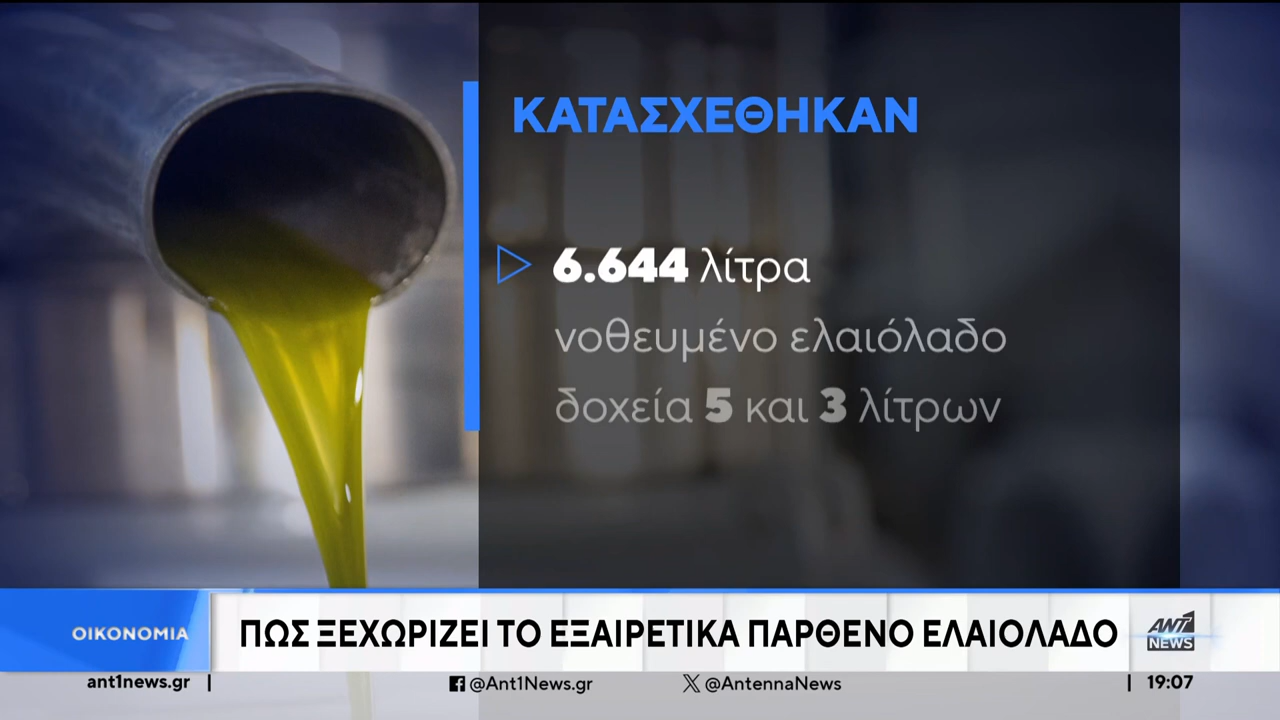 ΚΑΤΑΣΧΕΘΗΚΑΝ
6.644 λίτρα
νοθευμένο ελαιόλαδο
δοχεία 5 και 3 λίτρων
ΟΙΚΟΝΟΜΙΑ
ΠΩΣ ΞΕΧΩΡΙΖΕΙ ΤΟ ΕΞΑΙΡΕΤΙΚΑ ΠΑΡΘΕΝΟ ΕΛΑΙΟΛΑΔΟ
ANT1 NEWS
ant1news.gr | @Ant1News.gr @AntennaNews | 19:07